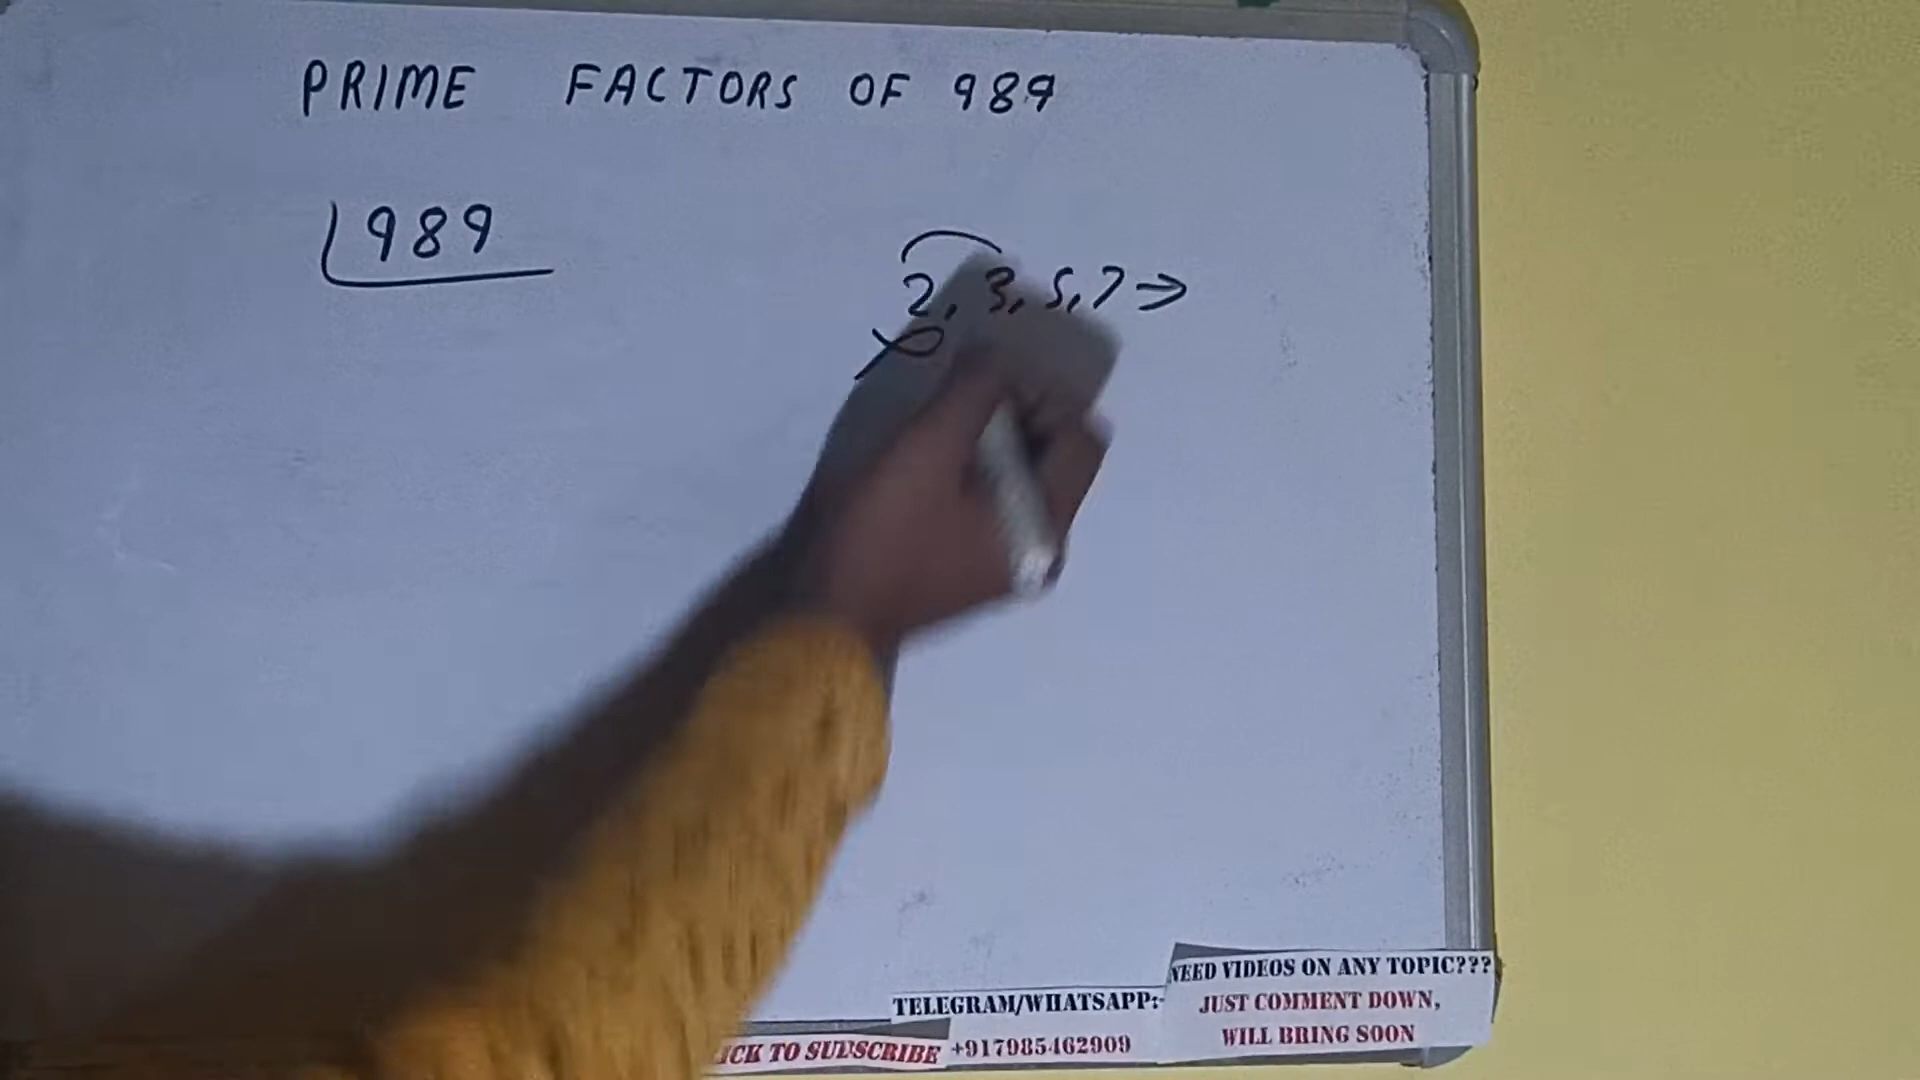 PRIME FACTORS OF 989
989
2, 3, 5, 7 →
NEED VIDEOS ON ANY TOPIC???
TELEGRAM/WHATSAPP:-
JUST COMMENT DOWN,
WILL BRING SOON
ICK TO SUBSCRIBE +917985462909